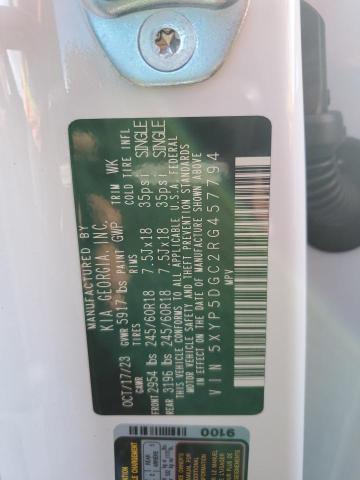 MANUFACTURED BY
KIA GEORGIA, INC.
OCT/17/23 GVWR 5917 lbs PAINT GWP TRIM WK
GAWR RIMS COLD TIRE INFL
FRONT 2954 lbs 245/60R18 7.5Jx18 35psi SINGLE
REAR 3196 lbs 245/60R18 7.5Jx18 35psi SINGLE
THIS VEHICLE CONFORMS TO ALL APPLICABLE U.S.A. FEDERAL
MOTOR VEHICLE SAFETY AND THEFT PREVENTION STANDARDS
IN EFFECT ON THE DATE OF MANUFACTURE SHOWN ABOVE
VIN 5XYP5DGC2RG457794
MPV
9100
REAR